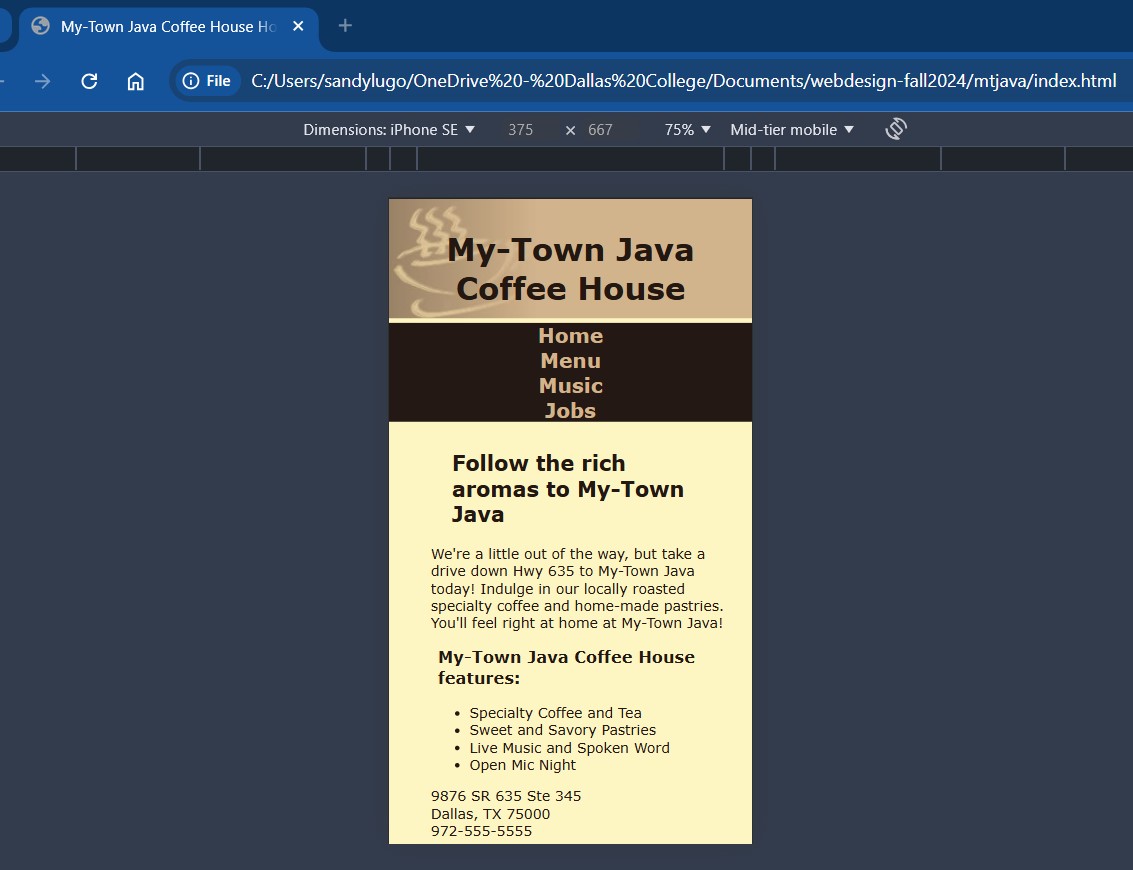 My-Town Java Coffee House Ho
File C:/Users/sandylugo/OneDrive%20-%20Dallas%20College/Documents/webdesign-fall2024/mtjava/index.html
Dimensions: iPhone SE 375 × 667 75% Mid-tier mobile
My-Town Java
Coffee House
Home
Menu
Music
Jobs
Follow the rich
aromas to My-Town
Java
We're a little out of the way, but take a
drive down Hwy 635 to My-Town Java
today! Indulge in our locally roasted
specialty coffee and home-made pastries.
You'll feel right at home at My-Town Java!
My-Town Java Coffee House
features:
• Specialty Coffee and Tea
• Sweet and Savory Pastries
• Live Music and Spoken Word
• Open Mic Night
9876 SR 635 Ste 345
Dallas, TX 75000
972-555-5555